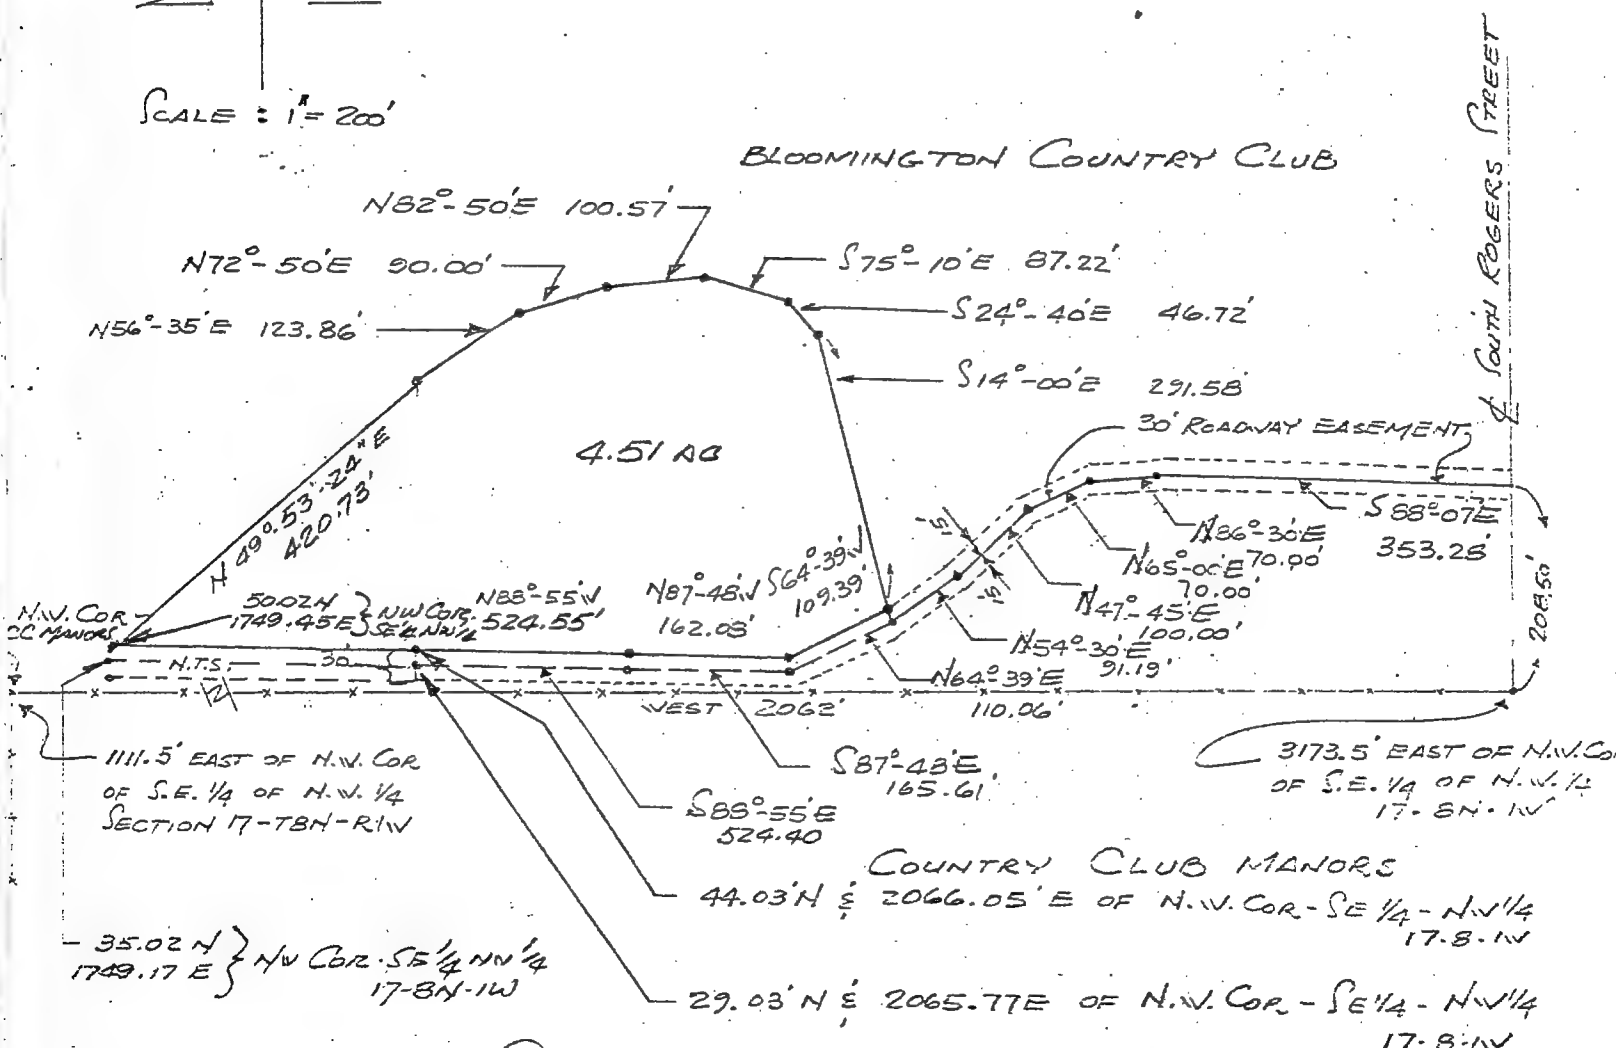 SCALE : 1"= 200'
BLOOMINGTON COUNTRY CLUB
℄ SOUTH ROGERS STREET
N82°-50'E 100.57'
N72°-50'E 90.00'
S75°-10'E 87.22'
N56°-35'E 123.86'
S24°-40'E 46.72'
S14°-00'E 291.58'
30' ROADWAY EASEMENT
4.51 AC
N 49°-53'-24"E
420.73'
S 88°-07'E
353.28'
N86°-30'E
70.00'
N65°-00'E
70.00'
N47°-45'E
100.00'
N54°-30'E
91.19'
N64°-39'E
110.06'
15'
15'
208.50'
S64°-39'W
109.39'
N87°-48'W
162.03'
N88°-55'W
524.55'
50.02 N
1749.45 E } N.W. COR.
SE¼ NW¼
N.W. COR
CC MANORS
N.T.S.
30'
WEST 2062'
1111.5' EAST OF N.W. COR
OF S.E. 1/4 OF N.W. 1/4
SECTION 17-T8N-R1W
S87°-48'E
165.61'
S88°-55'E
524.40
3173.5' EAST OF N.W. CO
OF S.E. 1/4 OF N.W. 1/4
17-8N-1W
COUNTRY CLUB MANORS
44.03'N & 2066.05'E OF N.W. COR - SE 1/4 - NW 1/4
17-8-1W
35.02 N
1749.17 E } NW COR. SE 1/4 NW 1/4
17-8N-1W
29.03'N & 2065.77E OF N.W. COR - SE 1/4 - NW 1/4
17-8-1W